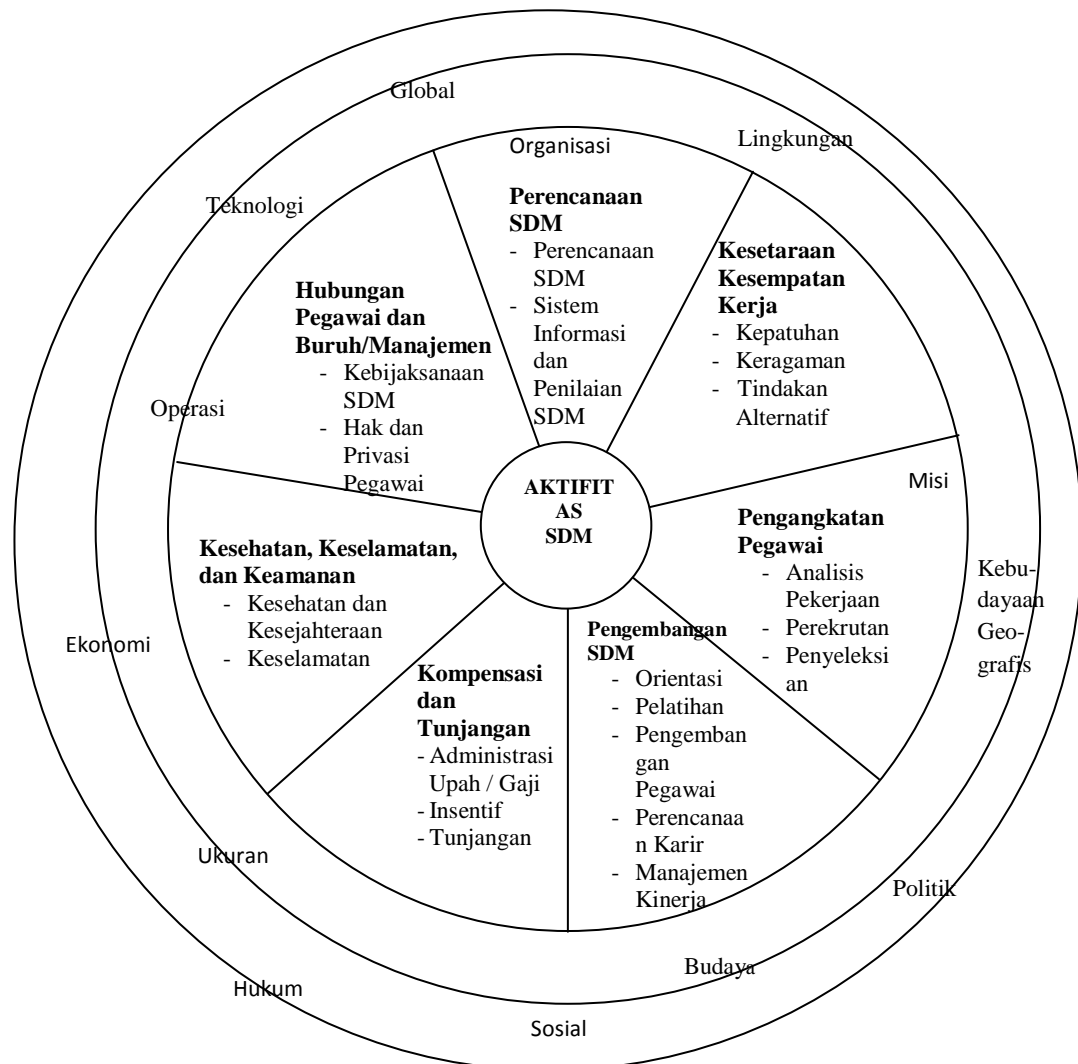 Global
Lingkungan
Organisasi
Teknologi
Perencanaan
SDM
- Perencanaan
SDM
- Sistem
Informasi
dan
Penilaian
SDM
Kesetaraan
Kesempatan
Kerja
- Kepatuhan
- Keragaman
- Tindakan
Alternatif
Hubungan
Pegawai dan
Buruh/Manajemen
- Kebijaksanaan
SDM
- Hak dan
Privasi
Pegawai
Operasi
AKTIFIT
AS
SDM
Misi
Pengangkatan
Pegawai
- Analisis
Pekerjaan
- Perekrutan
- Penyeleksi
an
Kebu-
dayaan
Geo-
grafis
Kesehatan, Keselamatan,
dan Keamanan
- Kesehatan dan
Kesejahteraan
- Keselamatan
Ekonomi
Pengembangan
SDM
- Orientasi
- Pelatihan
- Pengemban
gan
Pegawai
- Perencanaa
n Karir
- Manajemen
Kinerja
Kompensasi
dan
Tunjangan
- Administrasi
Upah / Gaji
- Insentif
- Tunjangan
Ukuran
Politik
Budaya
Hukum
Sosial